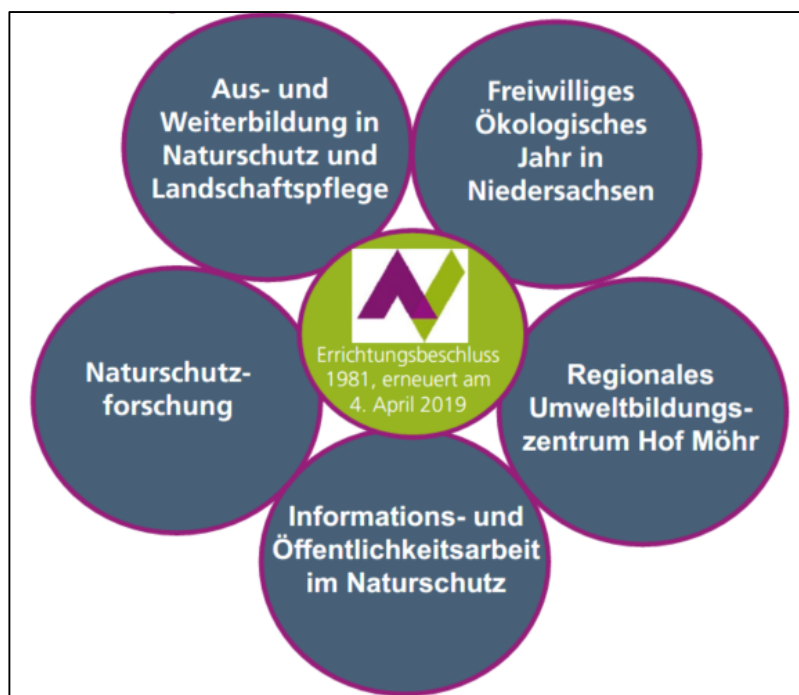 Aus- und
Weiterbildung in
Naturschutz und
Landschaftspflege
Freiwilliges
Ökologisches
Jahr in
Niedersachsen
Errichtungsbeschluss
1981, erneuert am
4. April 2019
Naturschutz-
forschung
Regionales
Umweltbildungs-
zentrum Hof Möhr
Informations- und
Öffentlichkeitsarbeit
im Naturschutz